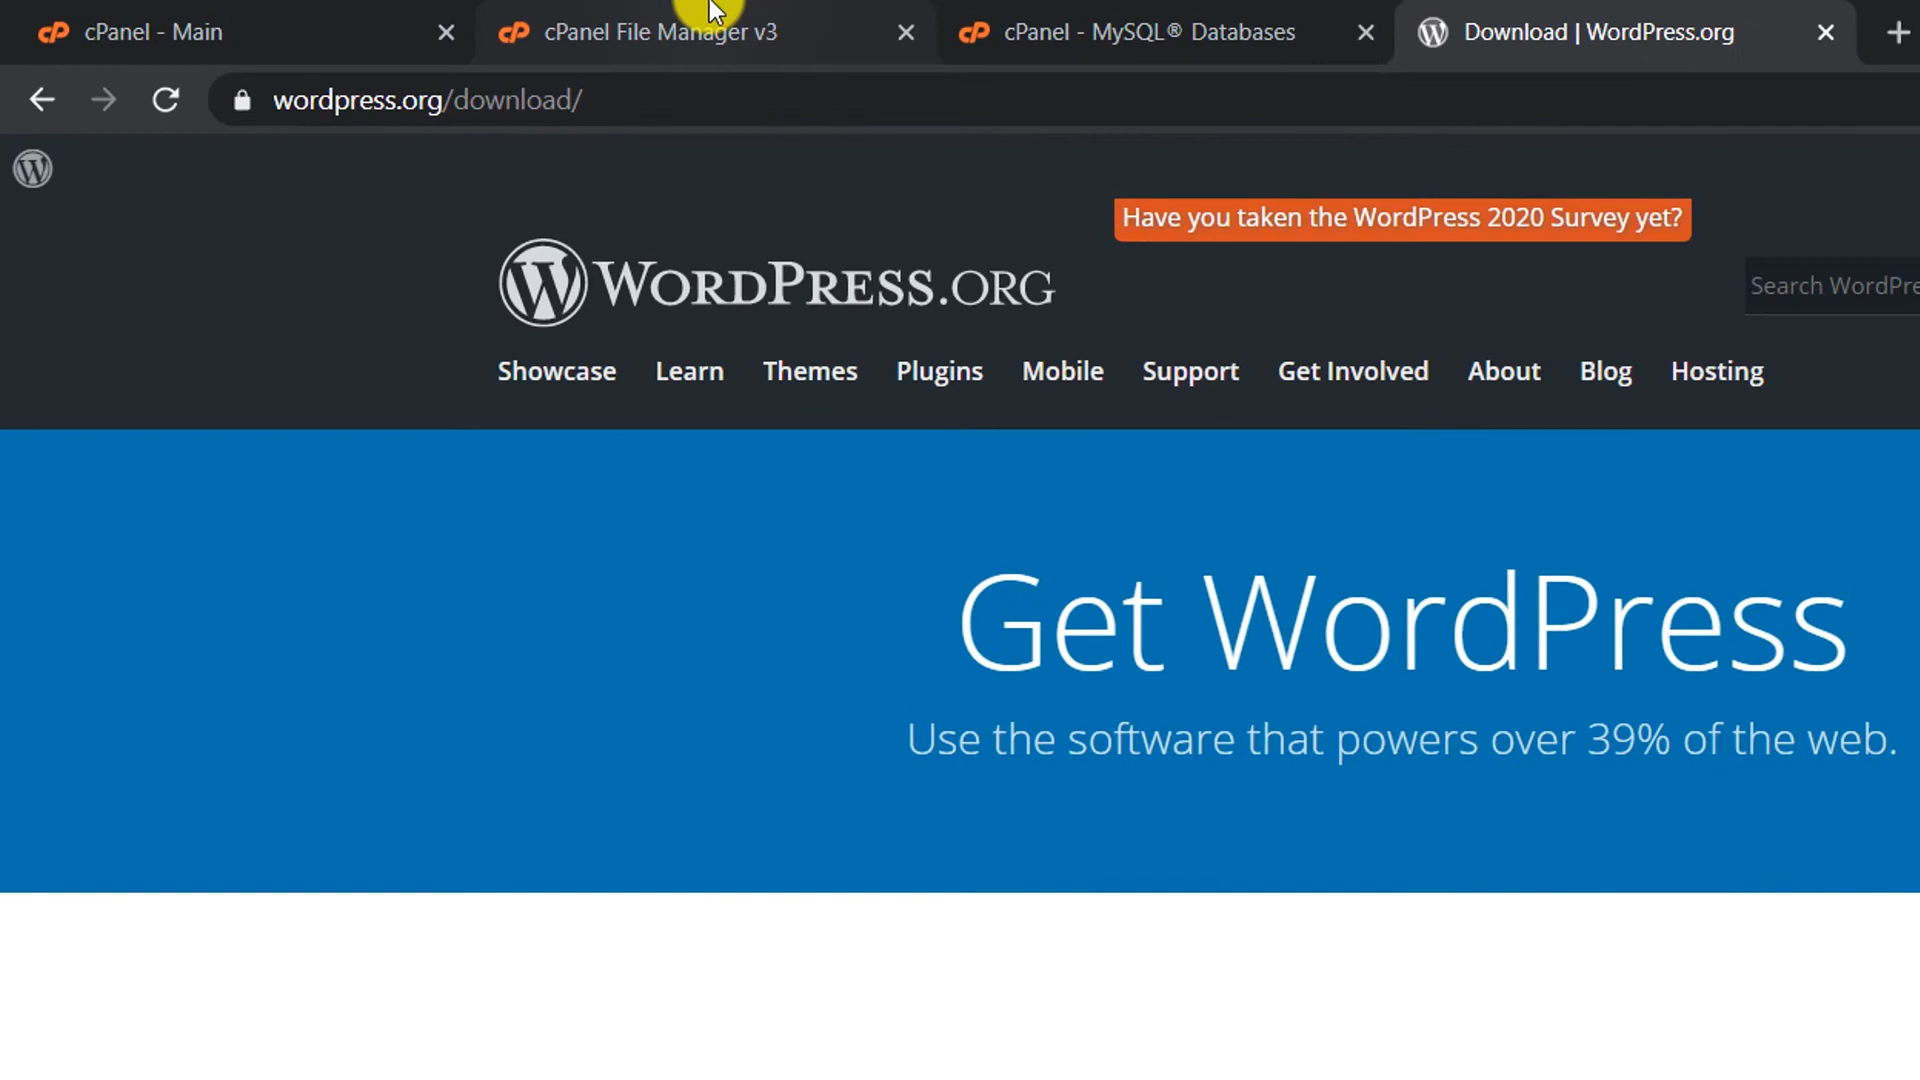 cPanel - Main
cPanel File Manager v3
cPanel - MySQL® Databases
Download | WordPress.org
wordpress.org/download/
Have you taken the WordPress 2020 Survey yet?
WORDPRESS.ORG
Search WordPre
Showcase Learn Themes Plugins Mobile Support Get Involved About Blog Hosting
Get WordPress
Use the software that powers over 39% of the web.